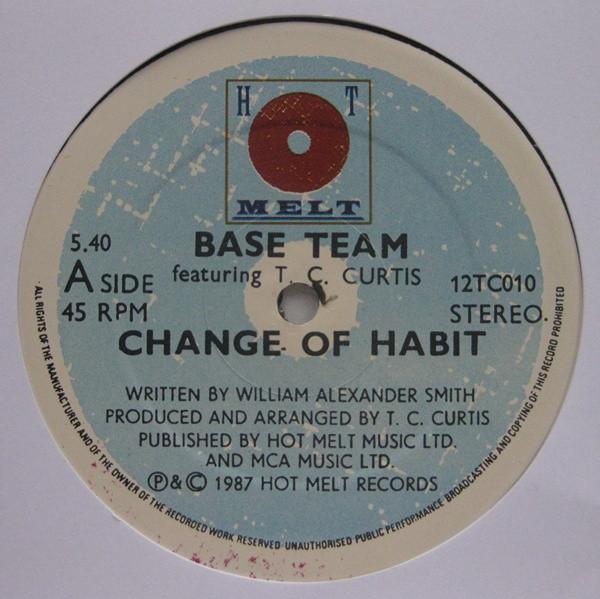 H T
MELT
BASE TEAM
featuring T. C. CURTIS
5.40
A SIDE
45 RPM
12TC010
STEREO.
CHANGE OF HABIT
WRITTEN BY WILLIAM ALEXANDER SMITH
PRODUCED AND ARRANGED BY T. C. CURTIS
PUBLISHED BY HOT MELT MUSIC LTD.
AND MCA MUSIC LTD.
Ⓟ&© 1987 HOT MELT RECORDS
ALL RIGHTS OF THE MANUFACTURER AND OF THE OWNER OF THE RECORDED WORK RESERVED UNAUTHORISED PUBLIC PERFORMANCE BROADCASTING AND COPYING OF THIS RECORD PROHIBITED